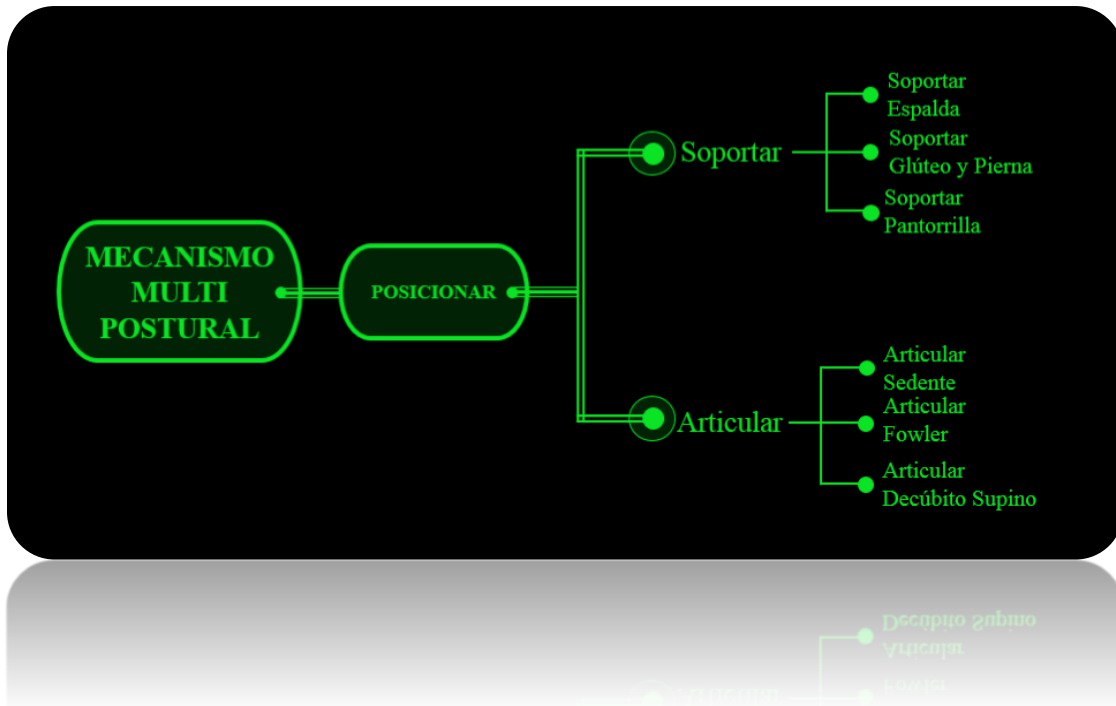 MECANISMO
MULTI
POSTURAL
POSICIONAR
Soportar
Soportar
Espalda
Soportar
Glúteo y Pierna
Soportar
Pantorrilla
Articular
Articular
Sedente
Articular
Fowler
Articular
Decúbito Supino